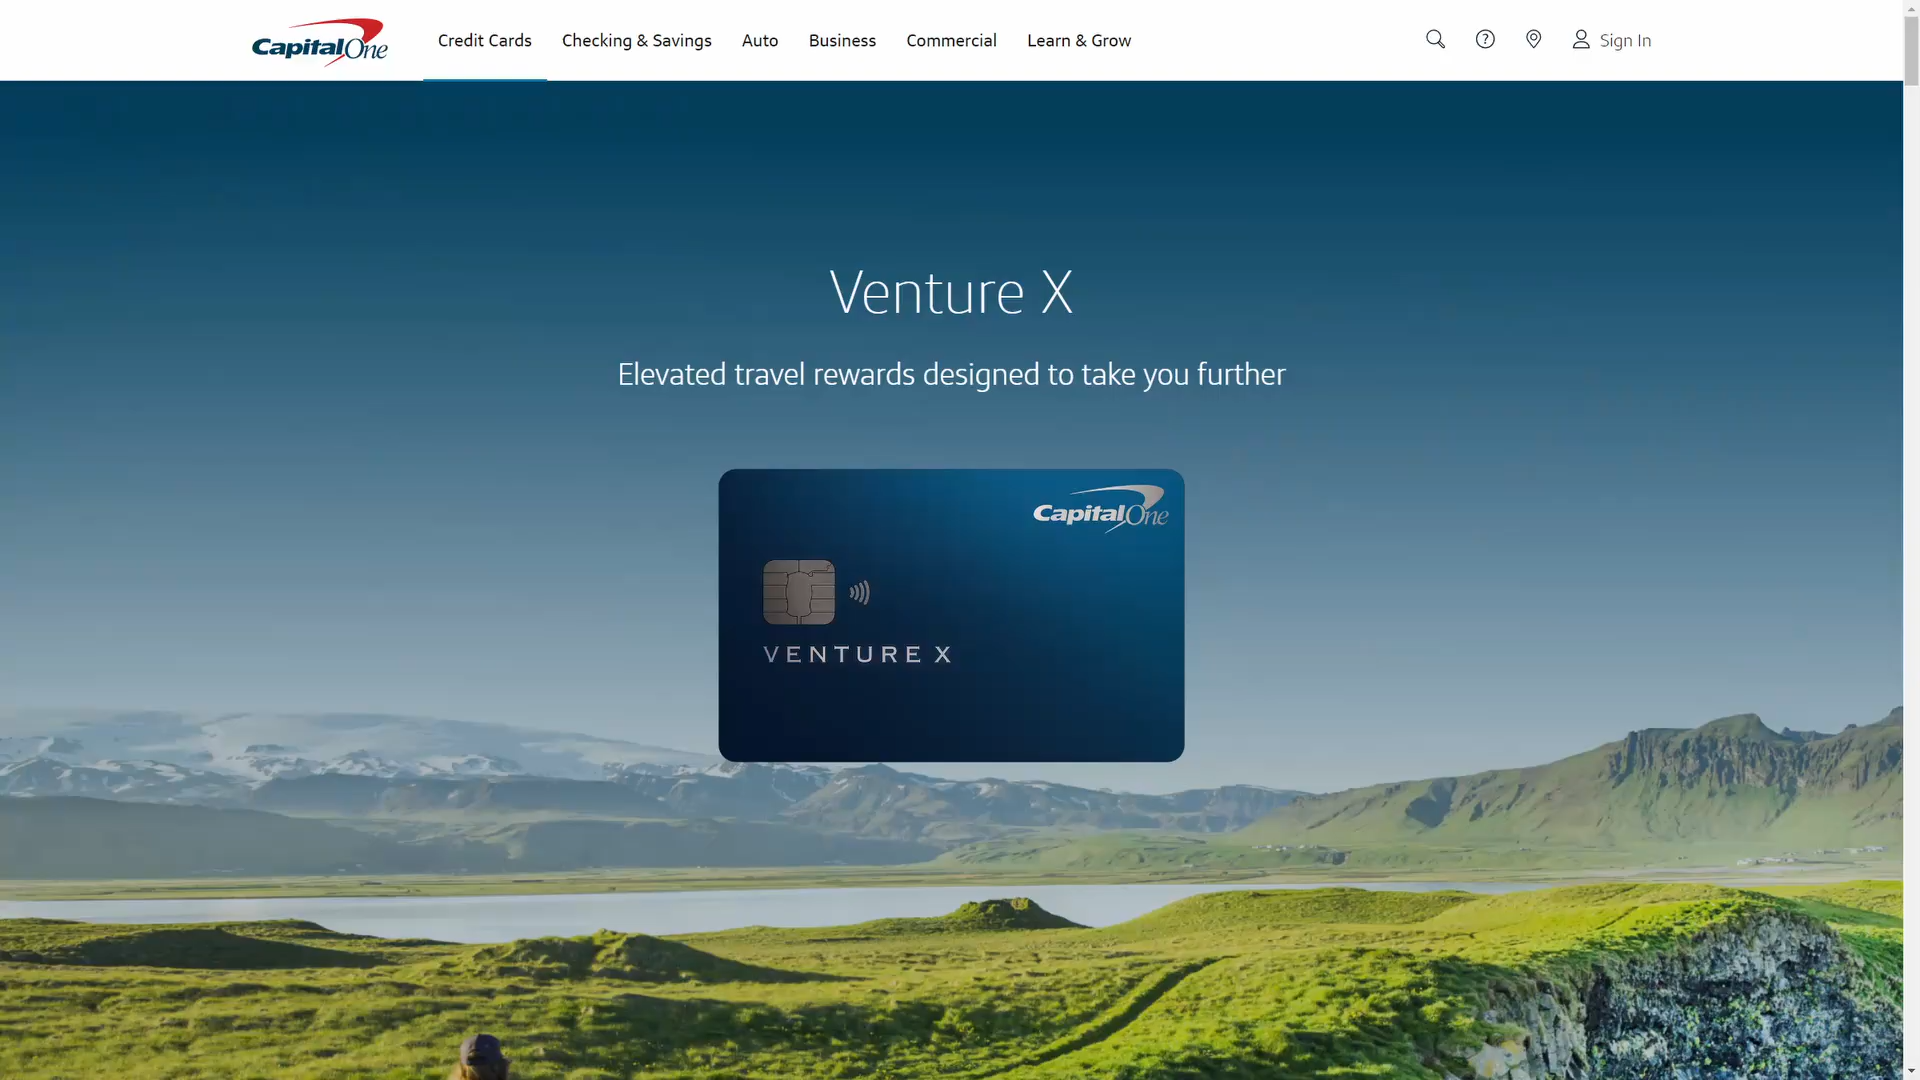 CapitalOne
Credit Cards
Checking & Savings
Auto
Business
Commercial
Learn & Grow
Sign In
Venture X
Elevated travel rewards designed to take you further
CapitalOne
VENTURE X